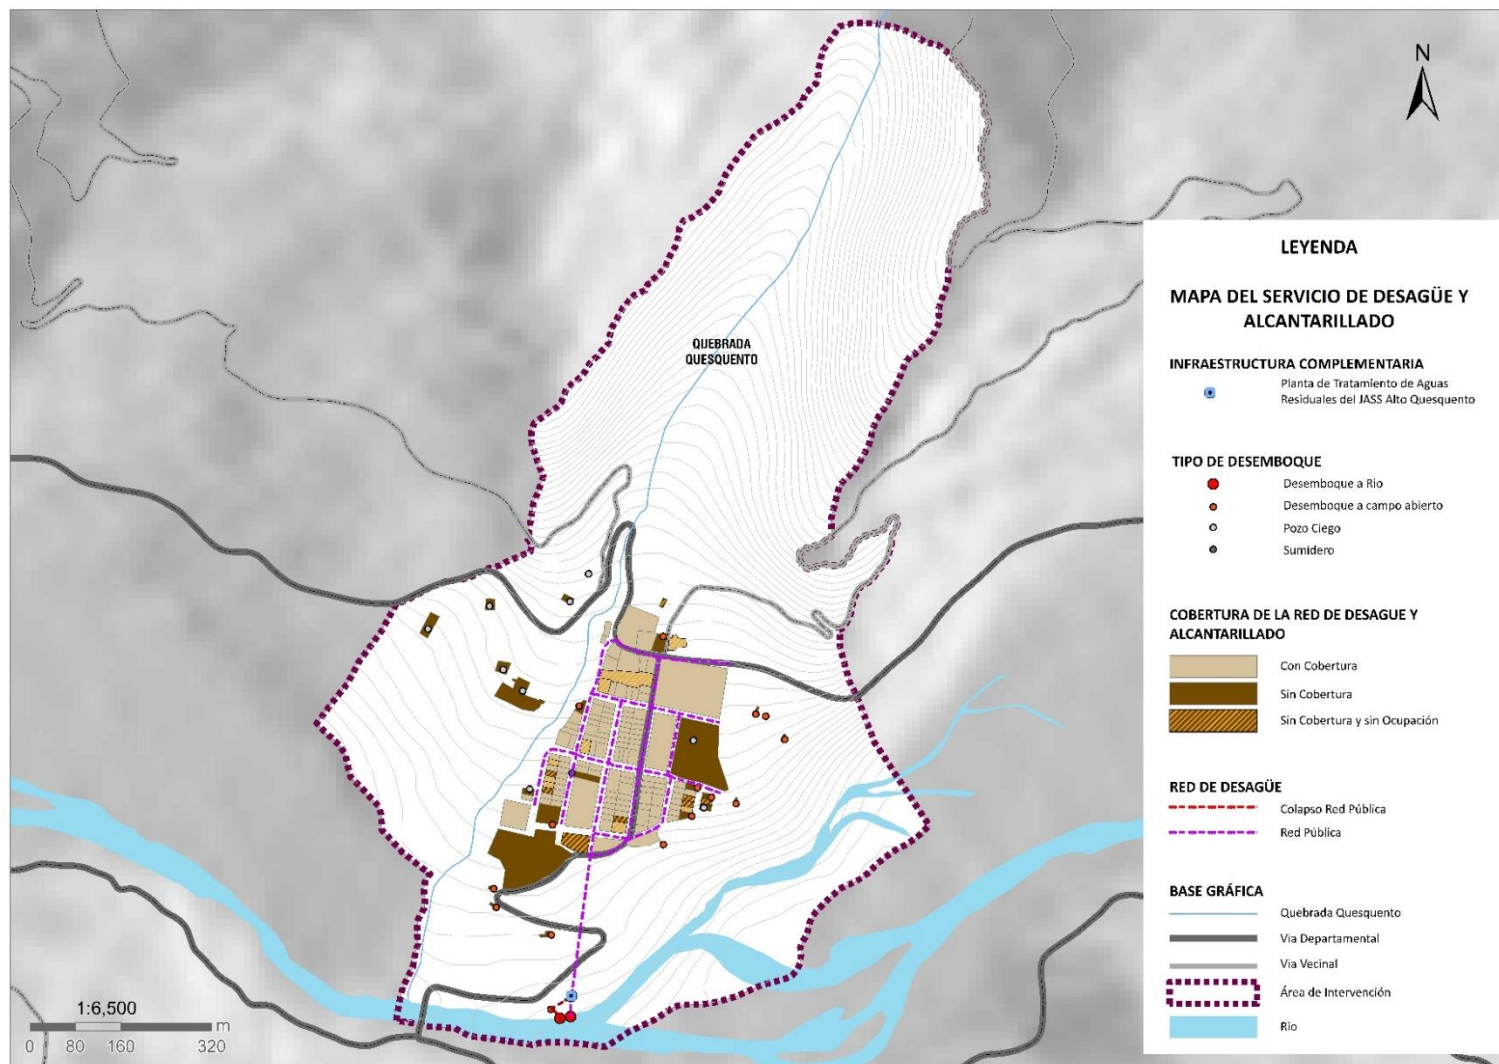 N
QUEBRADA
QUESQUENTO
LEYENDA
MAPA DEL SERVICIO DE DESAGÜE Y
ALCANTARILLADO
INFRAESTRUCTURA COMPLEMENTARIA
Planta de Tratamiento de Aguas
Residuales del JASS Alto Quesquento
TIPO DE DESEMBOQUE
Desemboque a Rio
Desemboque a campo abierto
Pozo Ciego
Sumidero
COBERTURA DE LA RED DE DESAGUE Y
ALCANTARILLADO
Con Cobertura
Sin Cobertura
Sin Cobertura y sin Ocupación
RED DE DESAGÜE
Colapso Red Pública
Red Pública
BASE GRÁFICA
Quebrada Quesquento
Via Departamental
Via Vecinal
Área de Intervención
Rio
1:6,500
m
0 80 160 320